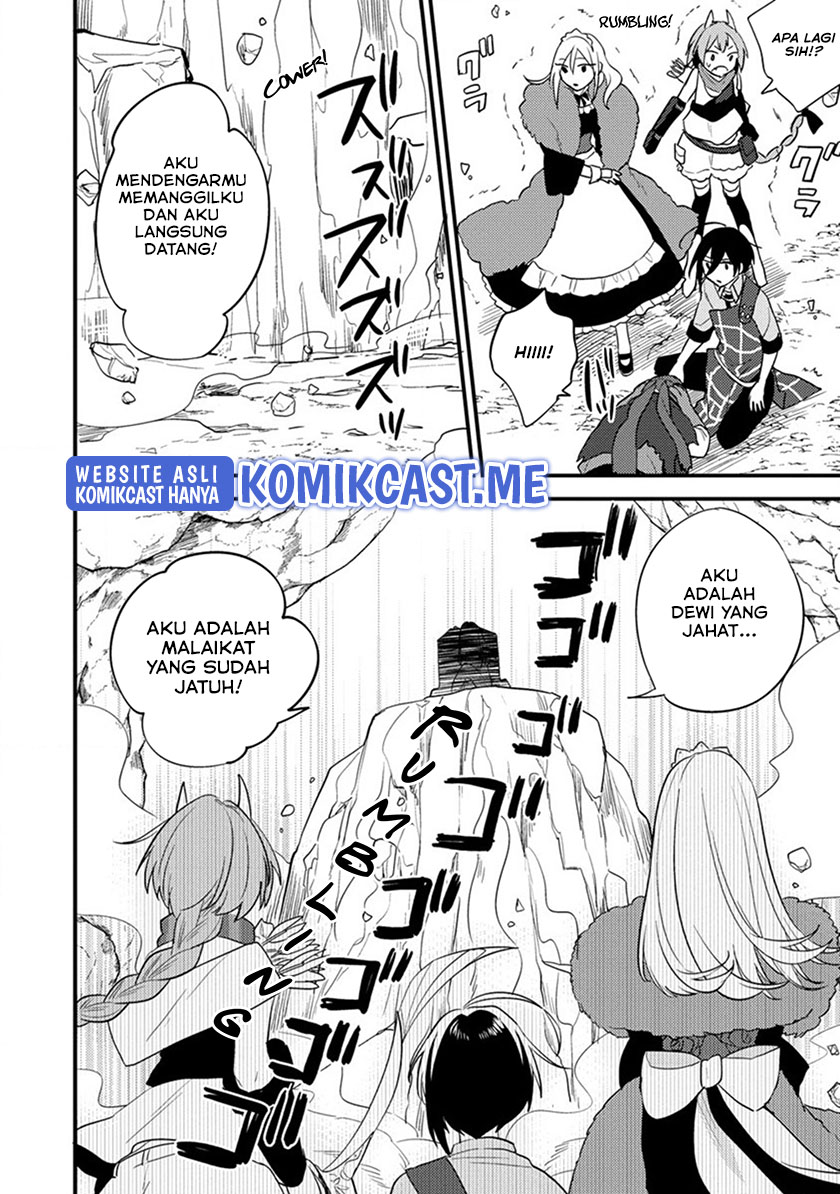 APA LAGI
SIH!?
RUMBLING!
グラ
グラ
HIIII!
COWER!
ズズズズズ
AKU
MENDENGARMU
MEMANGGILKU
DAN AKU
LANGSUNG
DATANG!
WEBSITE ASLI
KOMIKCAST HANYA
KOMIKCAST.ME
AKU
ADALAH
DEWI YANG
JAHAT...
ゴゴゴ
RUMBLING
ゴゴゴゴ
AKU ADALAH
MALAIKAT
YANG SUDAH
JATUH!